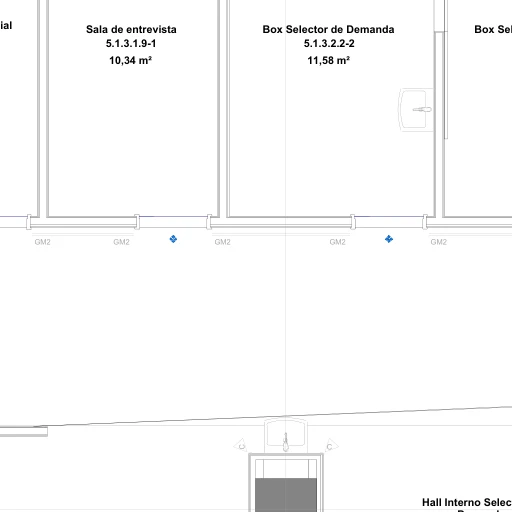 ial
Sala de entrevista
5.1.3.1.9-1
10,34 m²
Box Selector de Demanda
5.1.3.2.2-2
11,58 m²
Box Sel
GM2
GM2
GM2
GM2
GM2
Hall Interno Selec